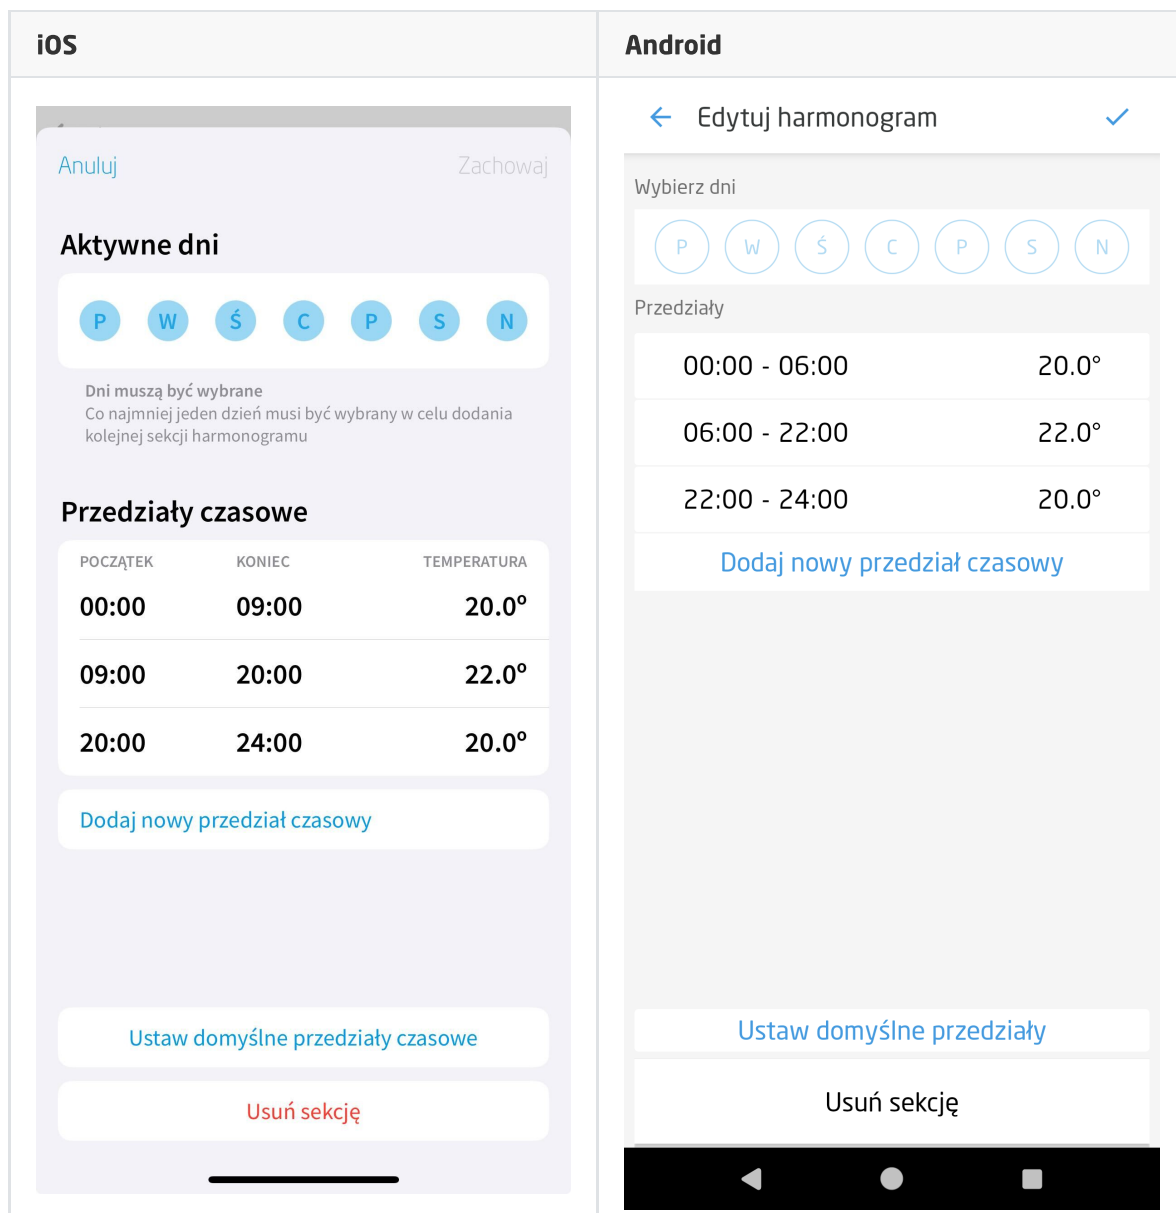 iOS
Android
Anuluj
Zachowaj
Aktywne dni
P W Ś C P S N
Dni muszą być wybrane
Co najmniej jeden dzień musi być wybrany w celu dodania
kolejnej sekcji harmonogramu
Przedziały czasowe
POCZĄTEK KONIEC TEMPERATURA
00:00 09:00 20.0º
09:00 20:00 22.0º
20:00 24:00 20.0º
Dodaj nowy przedział czasowy
Ustaw domyślne przedziały czasowe
Usuń sekcję
Edytuj harmonogram
Wybierz dni
P W Ś C P S N
Przedziały
00:00 - 06:00 20.0°
06:00 - 22:00 22.0°
22:00 - 24:00 20.0°
Dodaj nowy przedział czasowy
Ustaw domyślne przedziały
Usuń sekcję